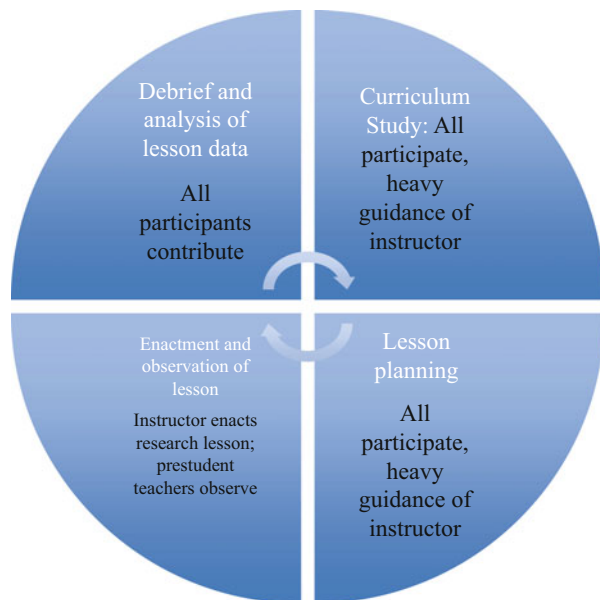 Debrief and
analysis of
lesson data
All
participants
contribute
Curriculum
Study: All
participate,
heavy
guidance of
instructor
Enactment and
observation of
lesson
Instructor enacts
research lesson;
prestudent
teachers observe
Lesson
planning
All
participate,
heavy
guidance of
instructor